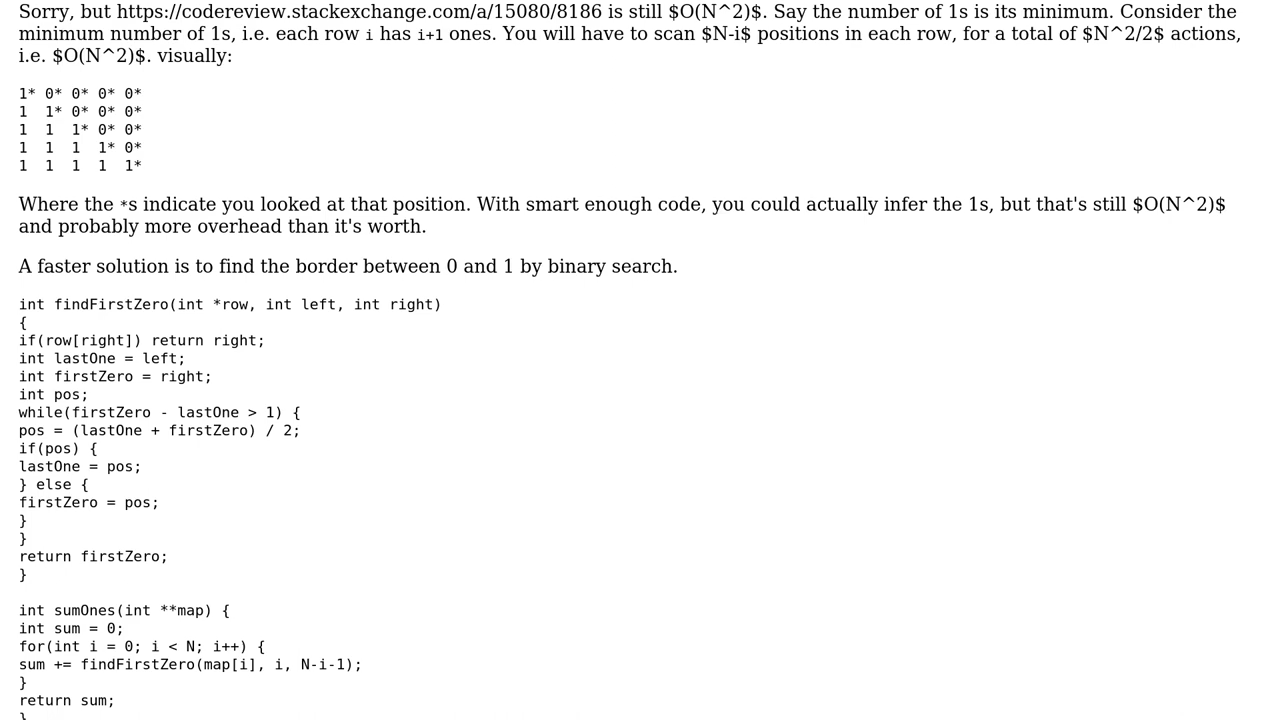 Sorry, but https://codereview.stackexchange.com/a/15080/8186 is still $O(N^2)$. Say the number of 1s is its minimum. Consider the
minimum number of 1s, i.e. each row i has i+1 ones. You will have to scan $N-i$ positions in each row, for a total of $N^2/2$ actions,
i.e. $O(N^2)$. visually:
1* 0* 0* 0* 0*
1  1* 0* 0* 0*
1  1  1* 0* 0*
1  1  1  1* 0*
1  1  1  1  1*
Where the *s indicate you looked at that position. With smart enough code, you could actually infer the 1s, but that's still $O(N^2)$
and probably more overhead than it's worth.
A faster solution is to find the border between 0 and 1 by binary search.
int findFirstZero(int *row, int left, int right)
{
if(row[right]) return right;
int lastOne = left;
int firstZero = right;
int pos;
while(firstZero - lastOne > 1) {
pos = (lastOne + firstZero) / 2;
if(pos) {
lastOne = pos;
} else {
firstZero = pos;
}
}
return firstZero;
}
int sumOnes(int **map) {
int sum = 0;
for(int i = 0; i < N; i++) {
sum += findFirstZero(map[i], i, N-i-1);
}
return sum;
}